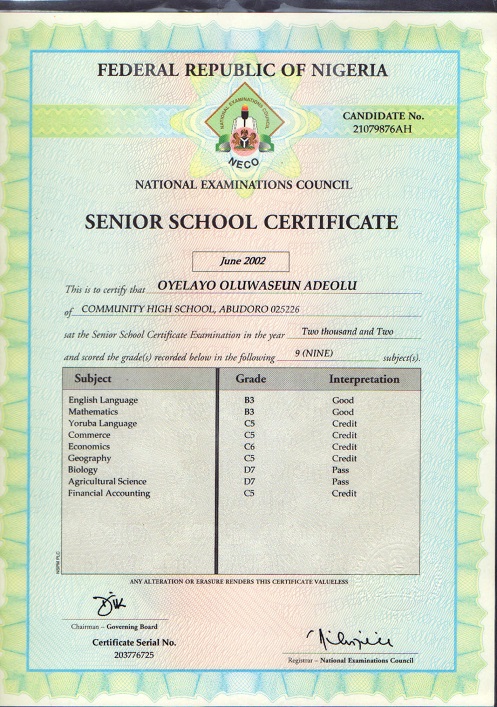 FEDERAL REPUBLIC OF NIGERIA
NATIONAL EXAMINATIONS COUNCIL
NECO
CANDIDATE No.
21079876AH
NATIONAL EXAMINATIONS COUNCIL
SENIOR SCHOOL CERTIFICATE
June 2002
This is to certify that OYELAYO OLUWASEUN ADEOLU
of COMMUNITY HIGH SCHOOL, ABUDORO 025226
sat the Senior School Certificate Examination in the year Two thousand and Two
and scored the grade(s) recorded below in the following 9 (NINE) subject(s).
Subject Grade Interpretation
English Language B3 Good
Mathematics B3 Good
Yoruba Language C5 Credit
Commerce C5 Credit
Economics C6 Credit
Geography C5 Credit
Biology D7 Pass
Agricultural Science D7 Pass
Financial Accounting C5 Credit
NSPM PLC
ANY ALTERATION OR ERASURE RENDERS THIS CERTIFICATE VALUELESS
Chairman – Governing Board
Certificate Serial No.
203776725
Registrar – National Examinations Council